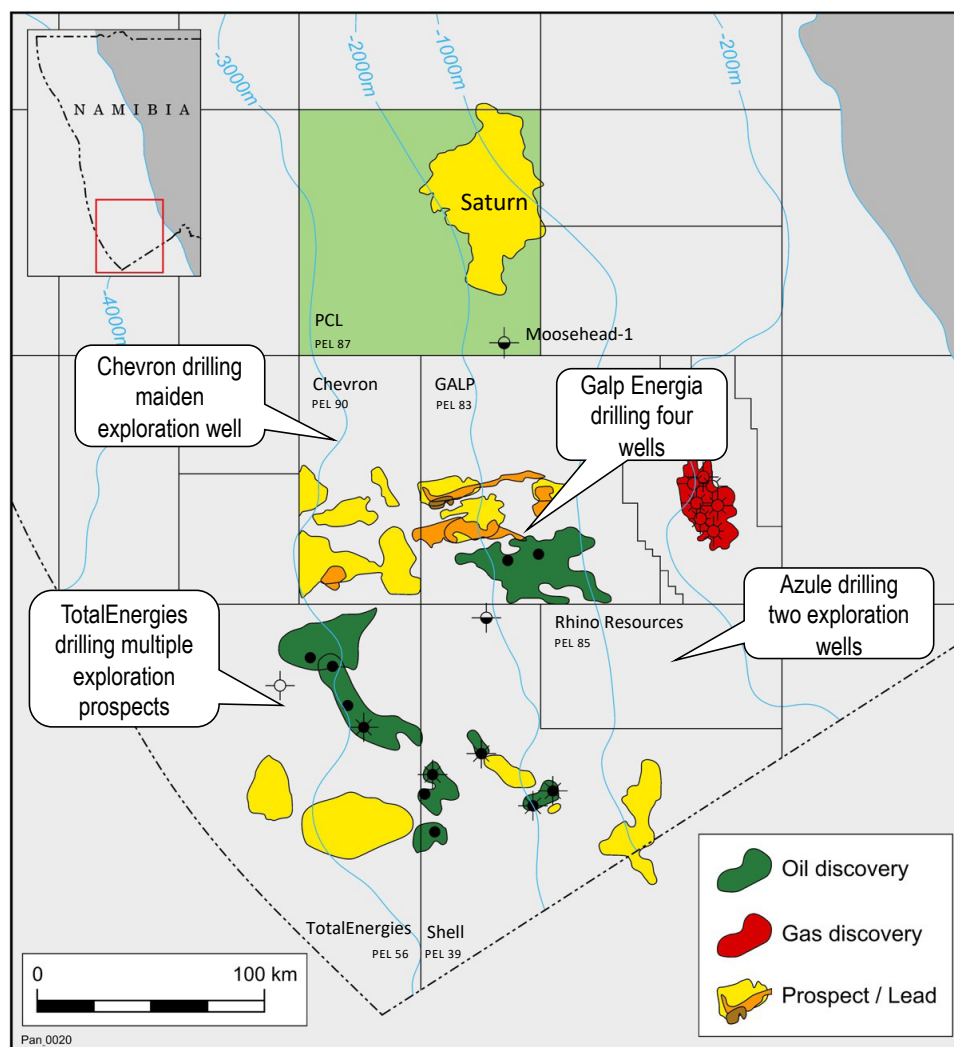 NAMIBIA
-3000m
-2000m
-1000m
-200m
-4000m
Saturn
PCL
PEL 87
Moosehead-1
Chevron drilling
maiden
exploration well
Chevron
PEL 90
GALP
PEL 83
Galp Energia
drilling four
wells
TotalEnergies
drilling multiple
exploration
prospects
Rhino Resources
PEL 85
Azule drilling
two exploration
wells
TotalEnergies
PEL 56
Shell
PEL 39
0 100 km
Oil discovery
Gas discovery
Prospect / Lead
Pan_0020